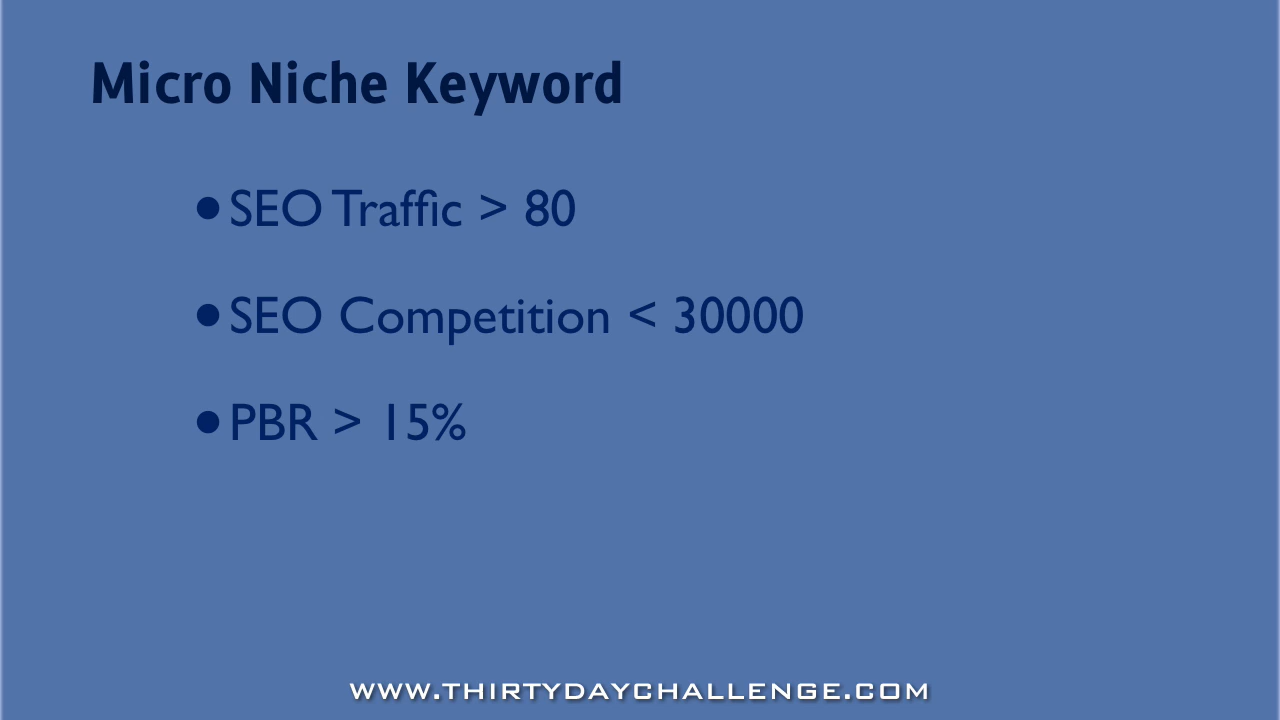 Micro Niche Keyword
•SEO Traffic > 80
•SEO Competition < 30000
•PBR > 15%
WWW.THIRTYDAYCHALLENGE.COM